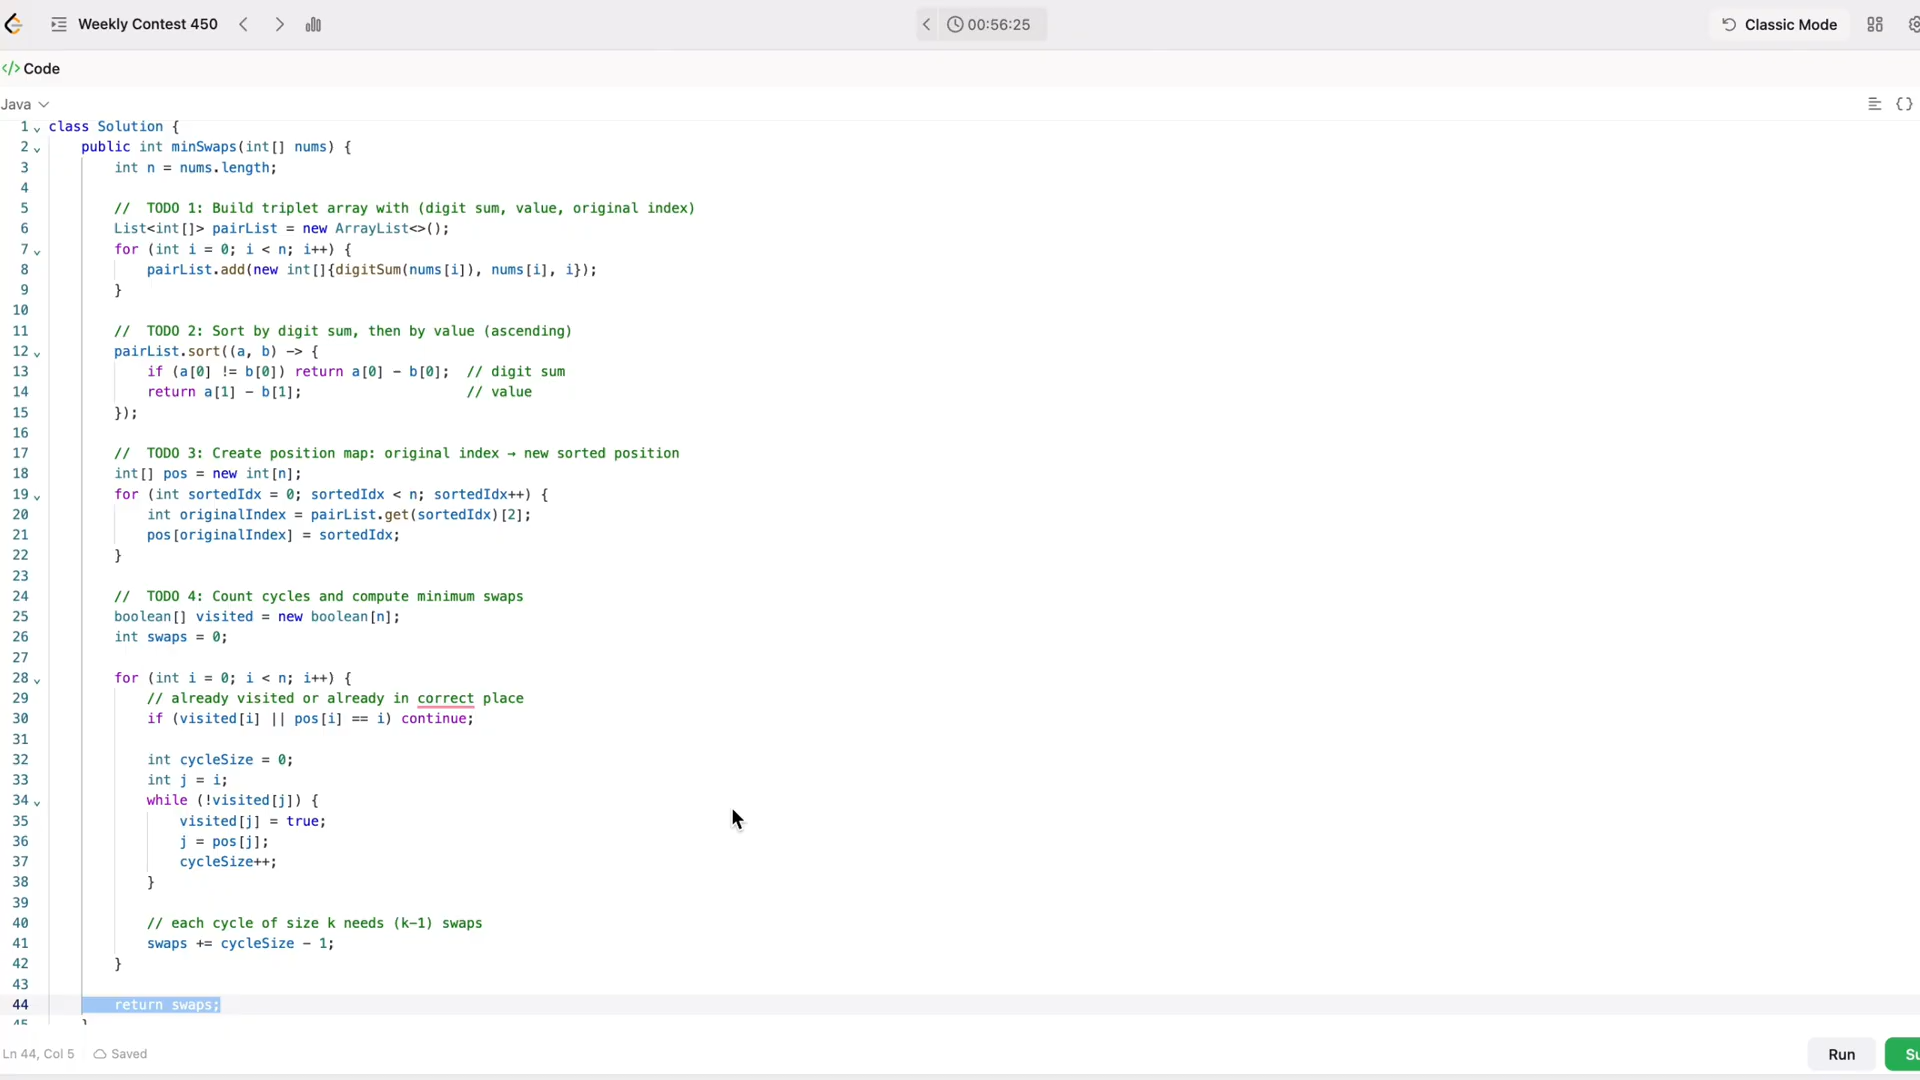 Weekly Contest 450
00:56:25
Classic Mode
</> Code
Java
1 class Solution {
2 public int minSwaps(int[] nums) {
3 int n = nums.length;
4
5 // TODO 1: Build triplet array with (digit sum, value, original index)
6 List<int[]> pairList = new ArrayList<>();
7 for (int i = 0; i < n; i++) {
8 pairList.add(new int[]{digitSum(nums[i]), nums[i], i});
9 }
10
11 // TODO 2: Sort by digit sum, then by value (ascending)
12 pairList.sort((a, b) -> {
13 if (a[0] != b[0]) return a[0] - b[0]; // digit sum
14 return a[1] - b[1]; // value
15 });
16
17 // TODO 3: Create position map: original index → new sorted position
18 int[] pos = new int[n];
19 for (int sortedIdx = 0; sortedIdx < n; sortedIdx++) {
20 int originalIndex = pairList.get(sortedIdx)[2];
21 pos[originalIndex] = sortedIdx;
22 }
23
24 // TODO 4: Count cycles and compute minimum swaps
25 boolean[] visited = new boolean[n];
26 int swaps = 0;
27
28 for (int i = 0; i < n; i++) {
29 // already visited or already in correct place
30 if (visited[i] || pos[i] == i) continue;
31
32 int cycleSize = 0;
33 int j = i;
34 while (!visited[j]) {
35 visited[j] = true;
36 j = pos[j];
37 cycleSize++;
38 }
39
40 // each cycle of size k needs (k-1) swaps
41 swaps += cycleSize - 1;
42 }
43
44 return swaps;
45 }
Ln 44, Col 5 Saved
Run
Su